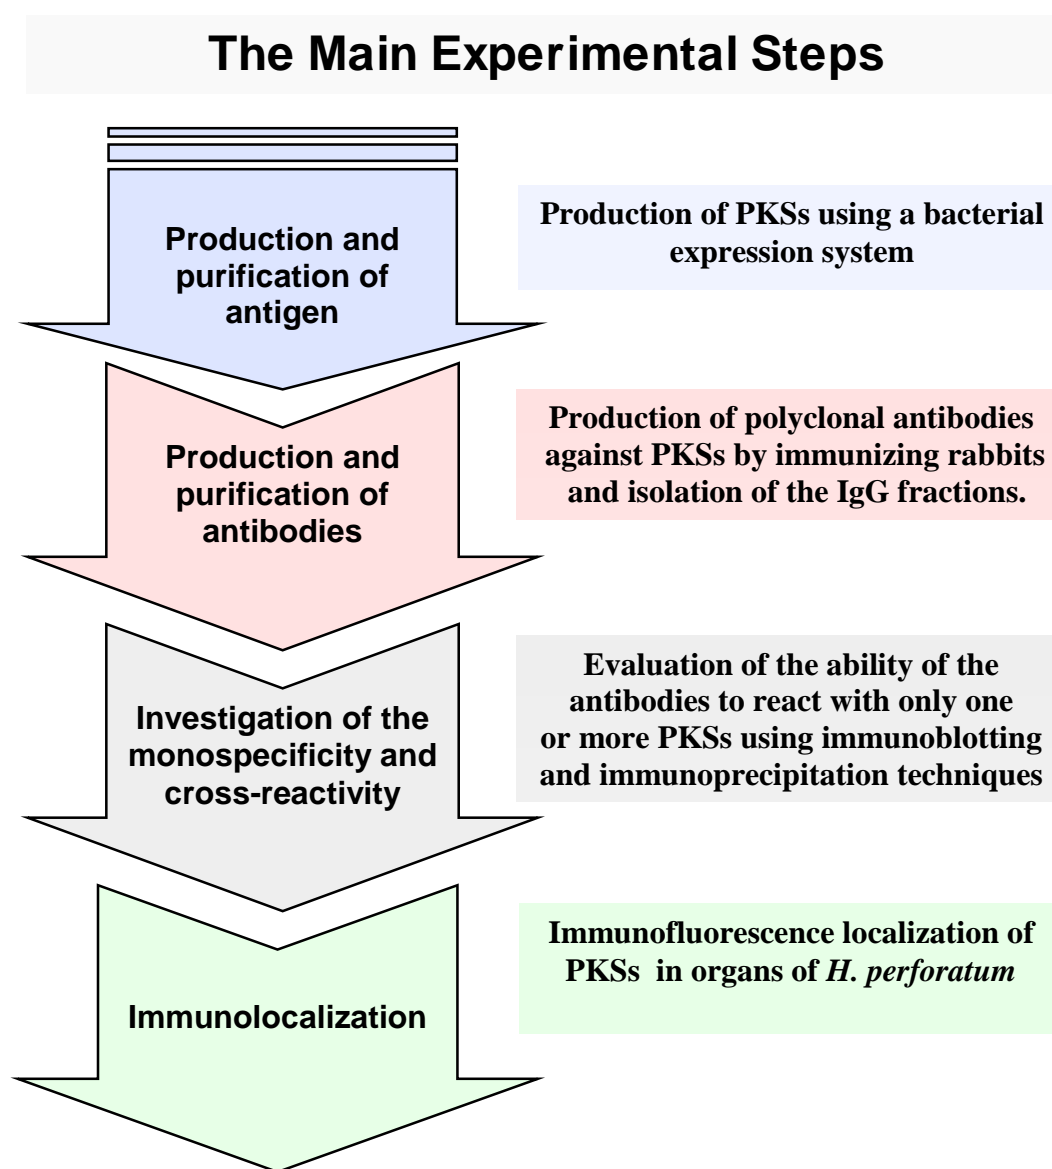 The Main Experimental Steps
Production and
purification of
antigen
Production of PKSs using a bacterial
expression system
Production and
purification of
antibodies
Production of polyclonal antibodies
against PKSs by immunizing rabbits
and isolation of the IgG fractions.
Investigation of the
monospecificity and
cross-reactivity
Evaluation of the ability of the
antibodies to react with only one
or more PKSs using immunoblotting
and immunoprecipitation techniques
Immunolocalization
Immunofluorescence localization of
PKSs in organs of H. perforatum